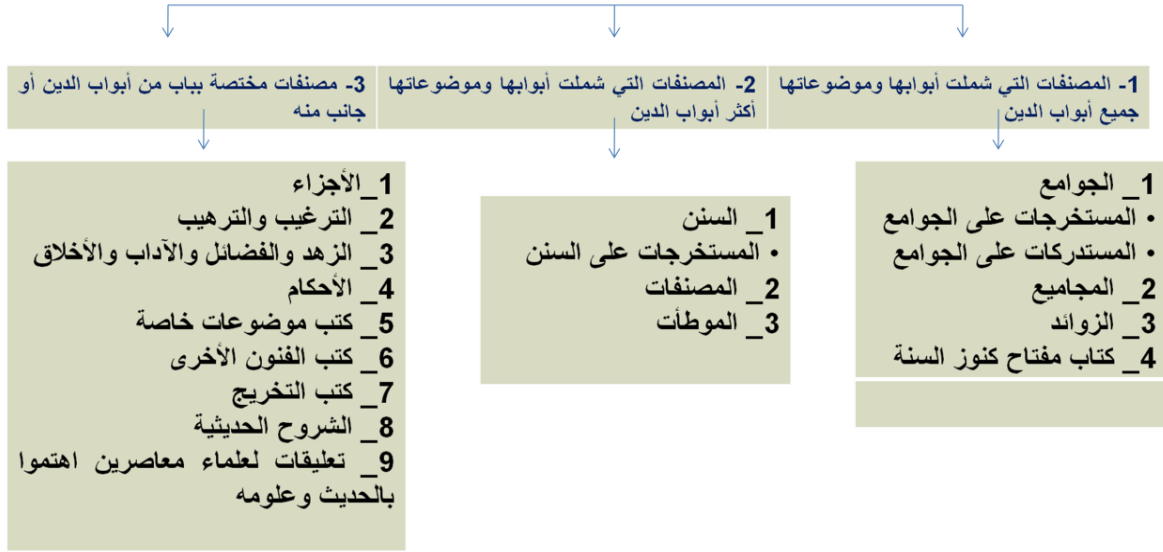 1- المصنفات التي شملت أبوابها وموضوعاتها
جميع أبواب الدين
2- المصنفات التي شملت أبوابها وموضوعاتها
أكثر أبواب الدين
3- مصنفات مختصة بباب من أبواب الدين أو
جانب منه
1_ الجوامع
• المستخرجات على الجوامع
• المستدركات على الجوامع
2_ المجاميع
3_ الزوائد
4_ كتاب مفتاح كنوز السنة
1_ السنن
• المستخرجات على السنن
2_ المصنفات
3_ الموطأت
1_الأجزاء
2_ الترغيب والترهيب
3_ الزهد والفضائل والآداب والأخلاق
4_ الأحكام
5_ كتب موضوعات خاصة
6_ كتب الفنون الأخرى
7_ كتب التخريج
8_ الشروح الحديثية
9_ تعليقات لعلماء معاصرين اهتموا
بالحديث وعلومه